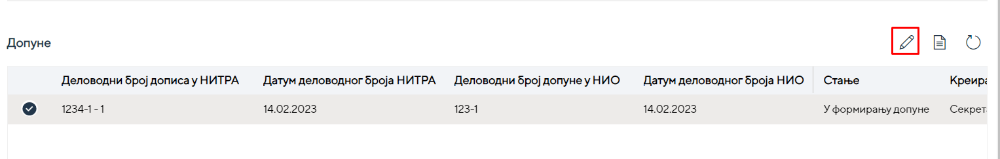 Допуне
Деловодни број дописа у НИТРА Датум деловодног броја НИТРА Деловодни број допуне у НИО Датум деловодног броја НИО Стање Креира
1234-1 - 1 14.02.2023 123-1 14.02.2023 У формирању допуне Секрет